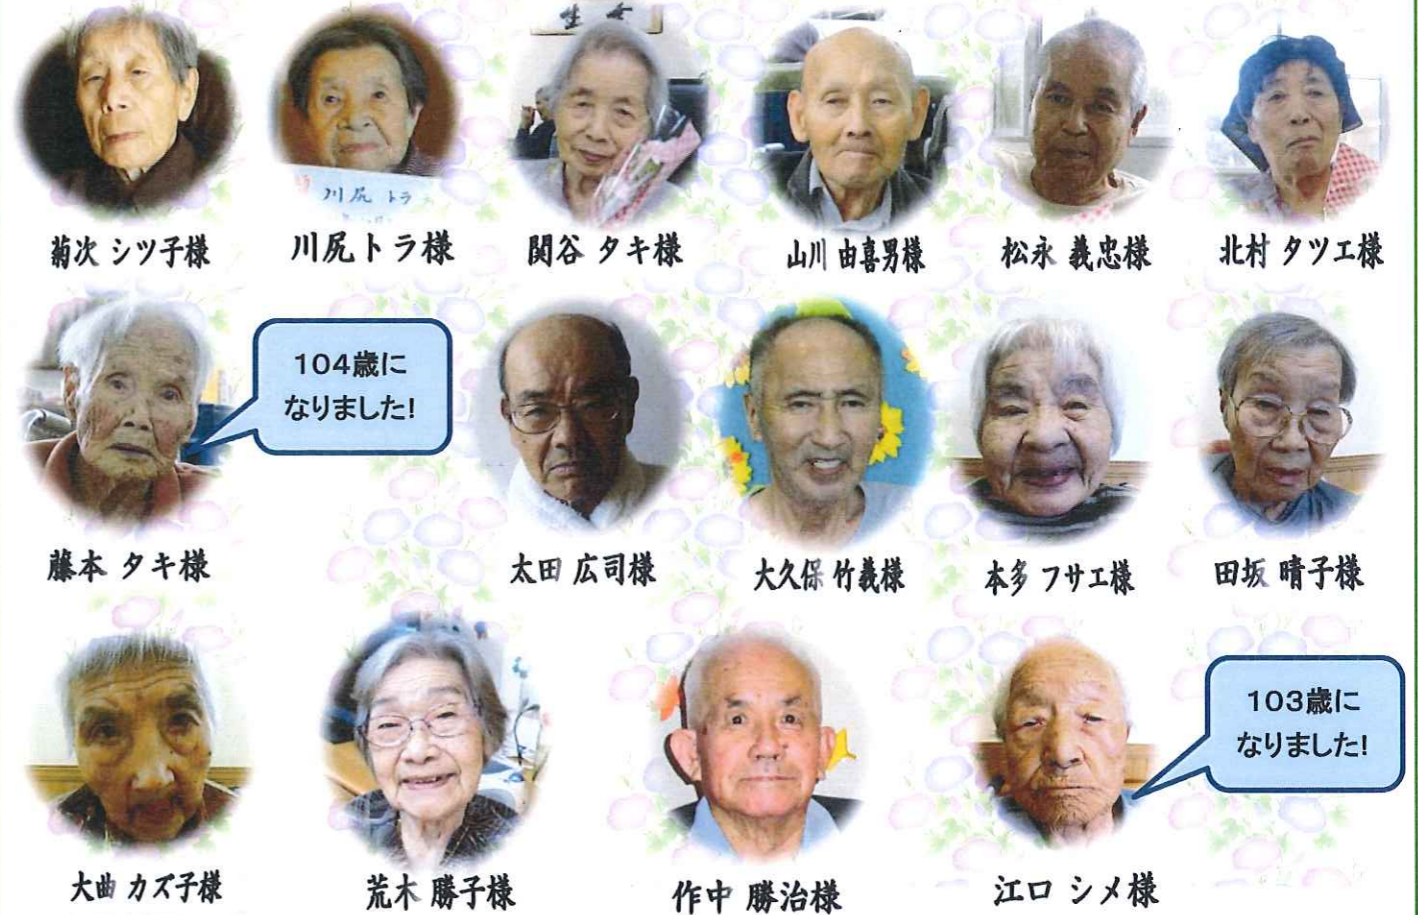 川尻 トラ
菊次 シツ子様
川尻トラ様
関谷 タキ様
山川 由喜男様
松永 義忠様
北村 タツエ様
104歳に
なりました!
藤本 タキ様
太田 広司様
大久保 竹義様
本多 フサエ様
田坂 晴子様
103歳に
なりました!
大曲 カズ子様
荒木 勝子様
作中 勝治様
江口 シメ様